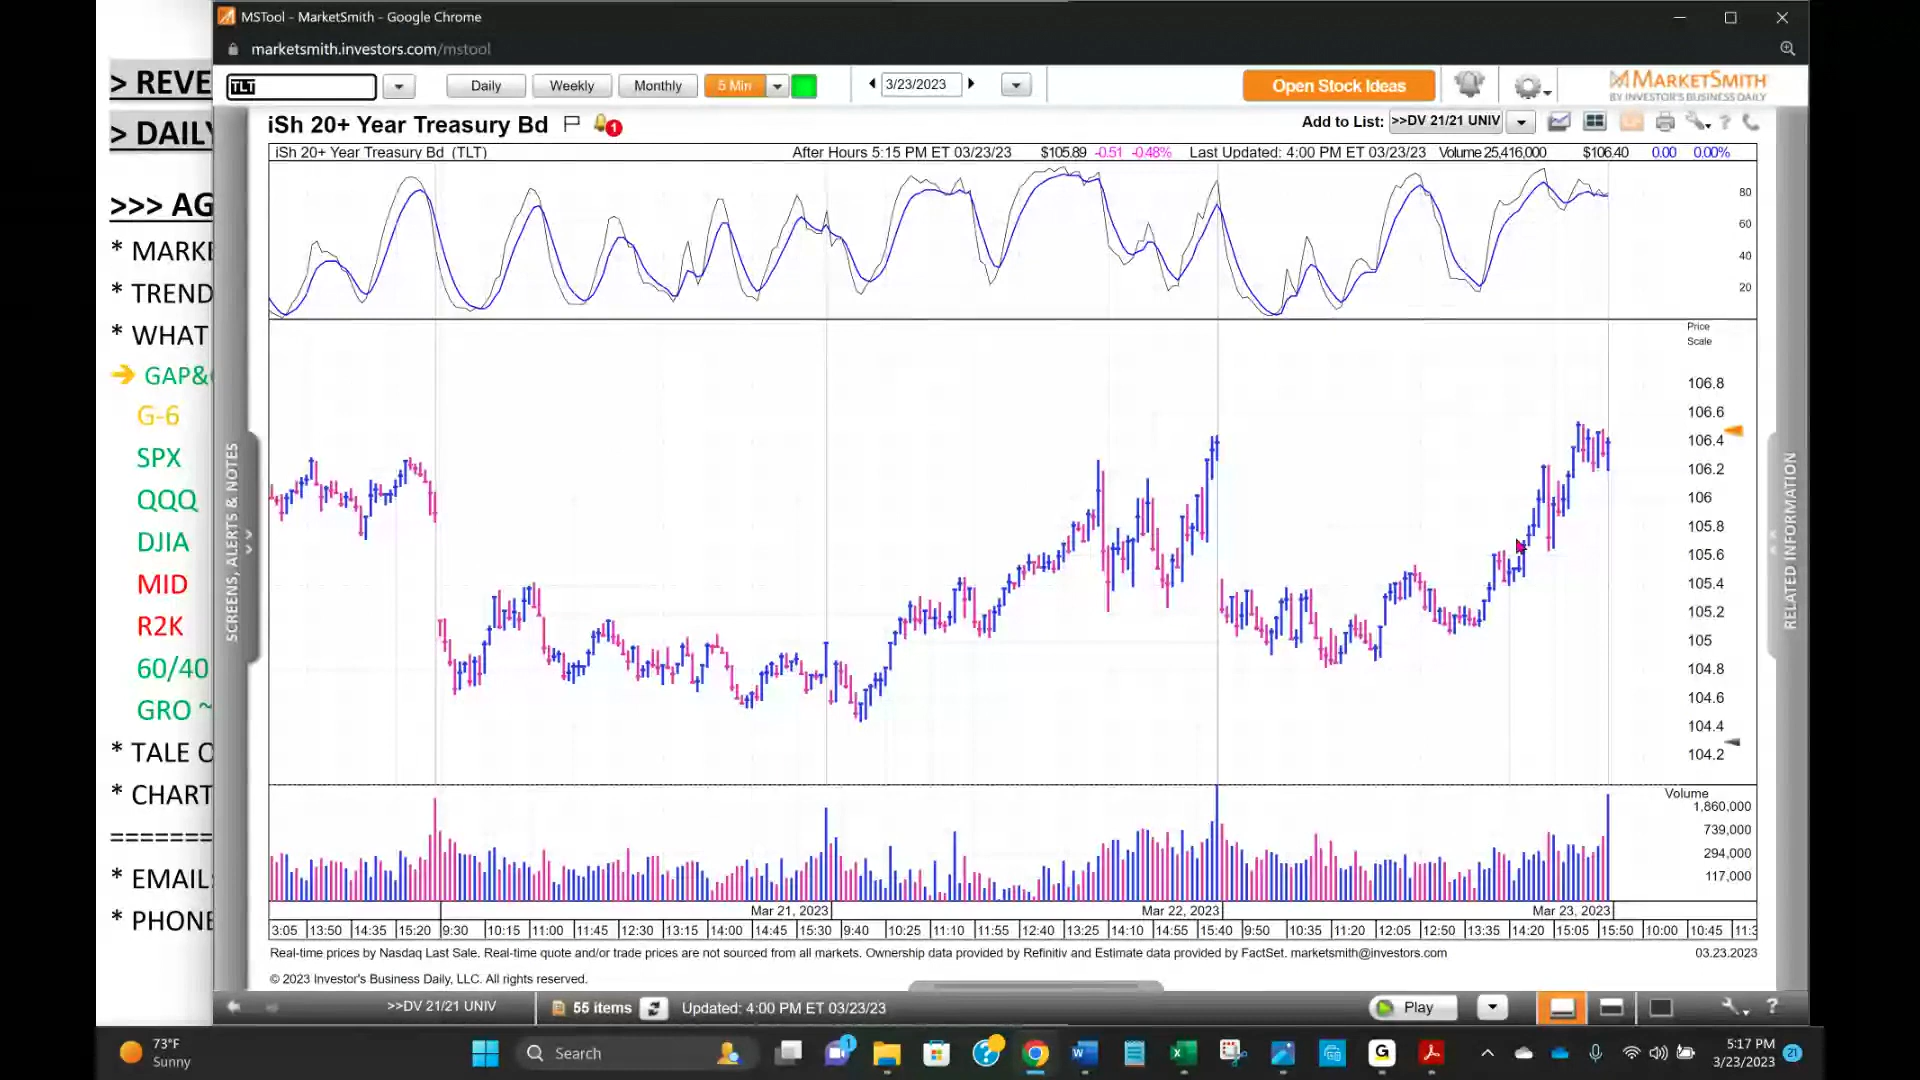 MSTool - MarketSmith - Google Chrome
marketsmith.investors.com/mstool
TLT
Daily
Weekly
Monthly
5 Min
3/23/2023
Open Stock Ideas
MARKETSMITH
BY INVESTOR'S BUSINESS DAILY
iSh 20+ Year Treasury Bd
1
Add to List:
>>DV 21/21 UNIV
?
iSh 20+ Year Treasury Bd (TLT)
After Hours 5:15 PM ET 03/23/23
$105.89 -0.51 -0.48%
Last Updated: 4:00 PM ET 03/23/23
Volume 25,416,000
$106.40 0.00 0.00%
80
60
40
20
Price
Scale
106.8
106.6
106.4
106.2
106
105.8
105.6
105.4
105.2
105
104.8
104.6
104.4
104.2
Volume
1,860,000
739,000
294,000
117,000
Mar 21, 2023
Mar 22, 2023
Mar 23, 2023
3:05 13:50 14:35 15:20 9:30 10:15 11:00 11:45 12:30 13:15 14:00 14:45 15:30 9:40 10:25 11:10 11:55 12:40 13:25 14:10 14:55 15:40 9:50 10:35 11:20 12:05 12:50 13:35 14:20 15:05 15:50 10:00 10:45 11:3
Real-time prices by Nasdaq Last Sale. Real-time quote and/or trade prices are not sourced from all markets. Ownership data provided by Refinitiv and Estimate data provided by FactSet. marketsmith@investors.com
03.23.2023
© 2023 Investor's Business Daily, LLC. All rights reserved.
SCREENS, ALERTS & NOTES
RELATED INFORMATION
>>DV 21/21 UNIV
55 items
Updated: 4:00 PM ET 03/23/23
Play
?
> REVE
> DAILY
>>> AG
* MARKE
* TREND
* WHAT
GAP&
G-6
SPX
QQQ
DJIA
MID
R2K
60/40
GRO ~
* TALE O
* CHART
=======
* EMAIL
* PHONE
73°F
Sunny
Search
1
5:17 PM
3/23/2023
21